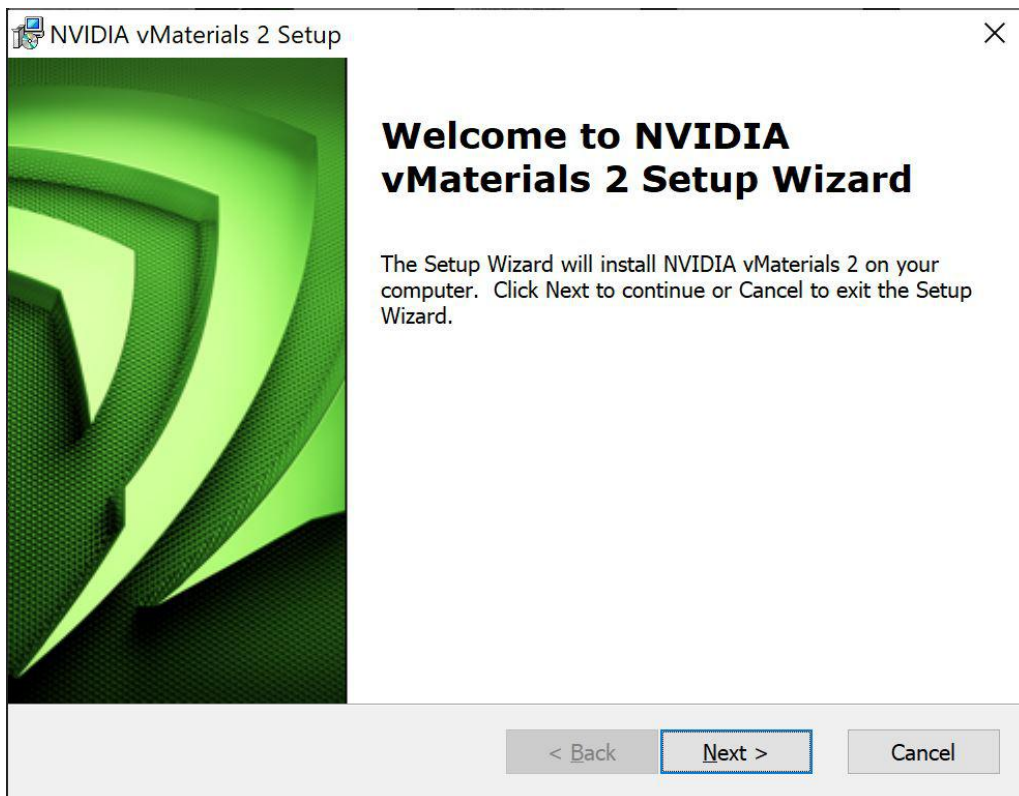 NVIDIA vMaterials 2 Setup
Welcome to NVIDIA
vMaterials 2 Setup Wizard
The Setup Wizard will install NVIDIA vMaterials 2 on your
computer.  Click Next to continue or Cancel to exit the Setup
Wizard.
< Back
Next >
Cancel